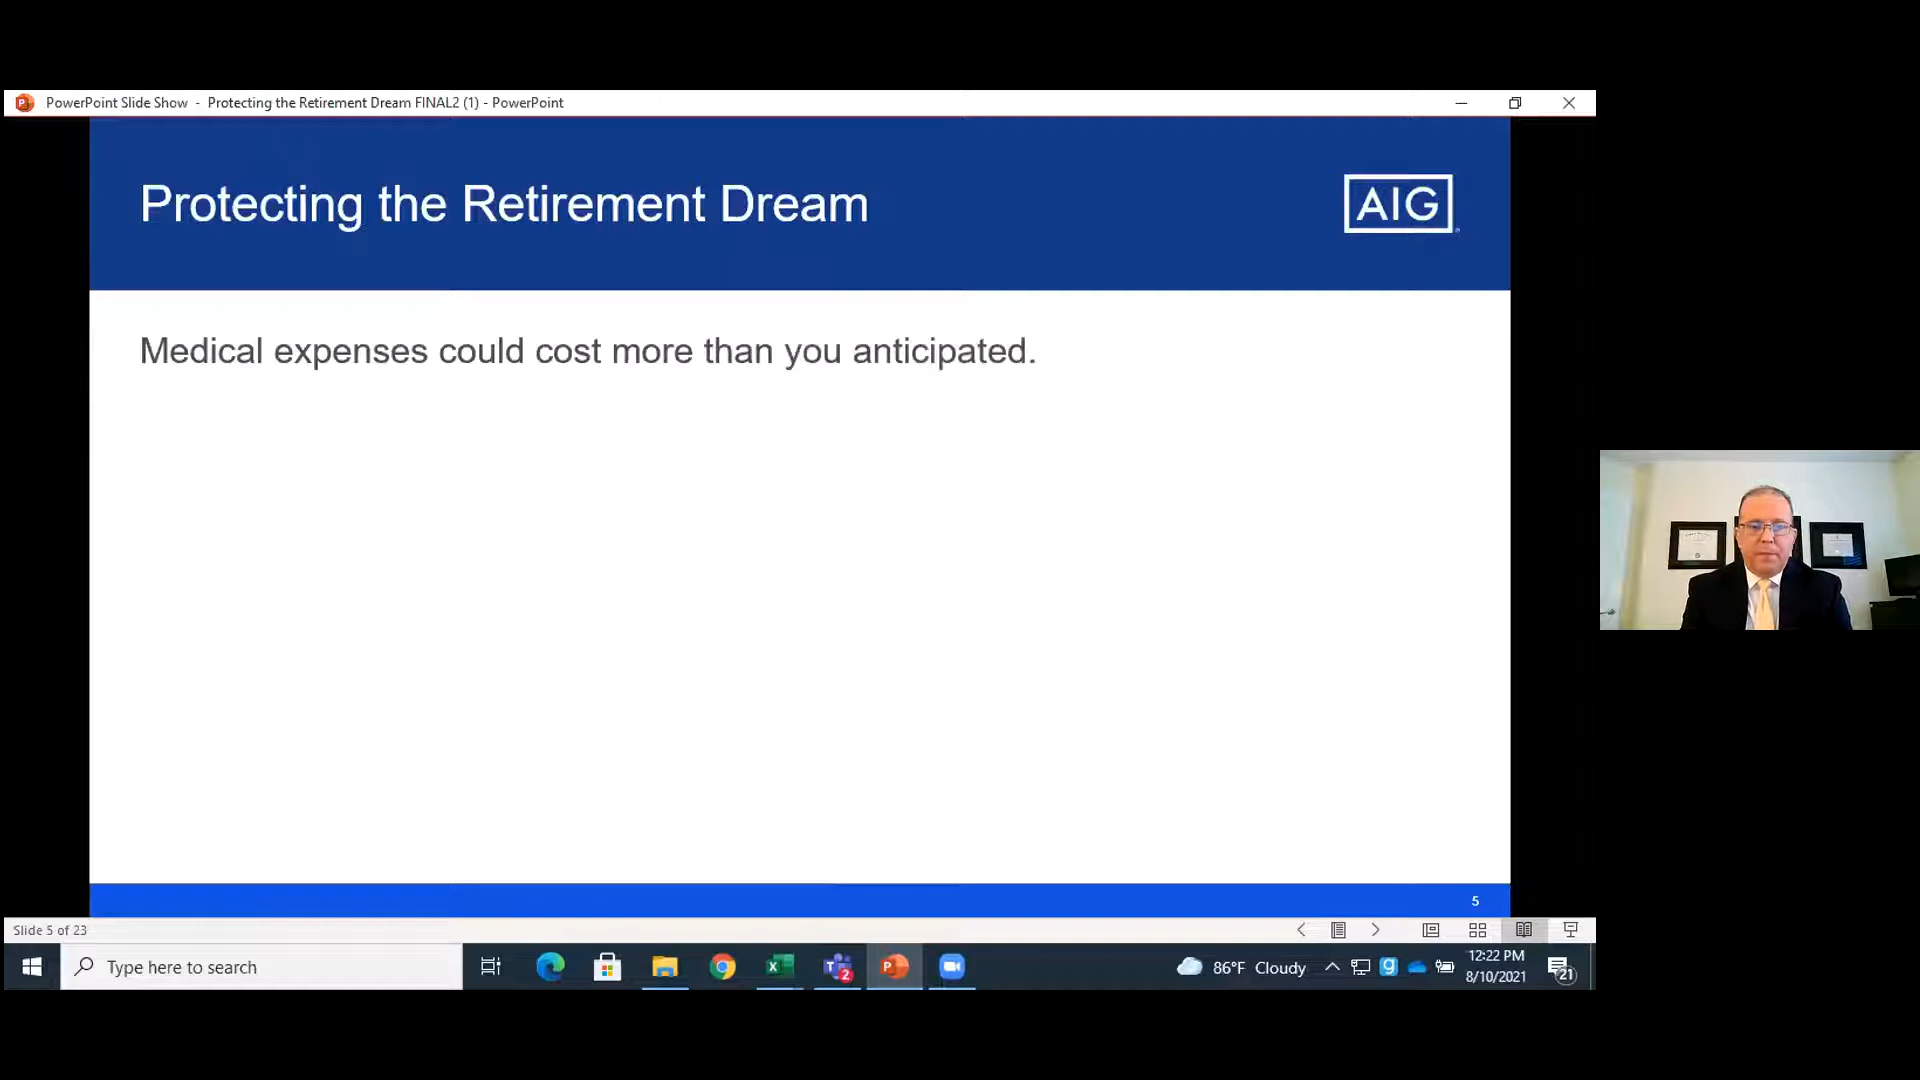 PowerPoint Slide Show - Protecting the Retirement Dream FINAL2 (1) - PowerPoint
Protecting the Retirement Dream
AIG
Medical expenses could cost more than you anticipated.
5
Slide 5 of 23
Type here to search
2
86°F Cloudy
12:22 PM
8/10/2021
21